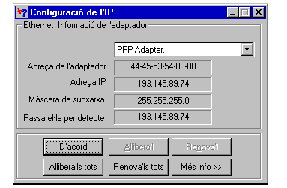 Configuració de l'IP
Ethernet Informació de l'adaptador
PPP Adapter.
Adreça de l'adaptador
Adreça IP 193.145.89.74
Màscara de subxarxa 255.255.255.0
Passarel·la per defecte 193.145.89.74
D'acord Allibera'l Renova'l
Allibera'ls tots Renova'ls tots Més info >>